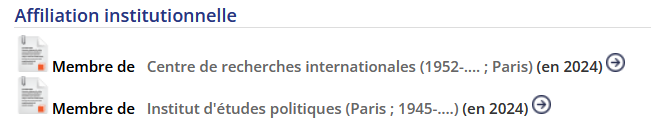 Affiliation institutionnelle
Membre de Centre de recherches internationales (1952-.... ; Paris) (en 2024)
Membre de Institut d'études politiques (Paris ; 1945-....) (en 2024)